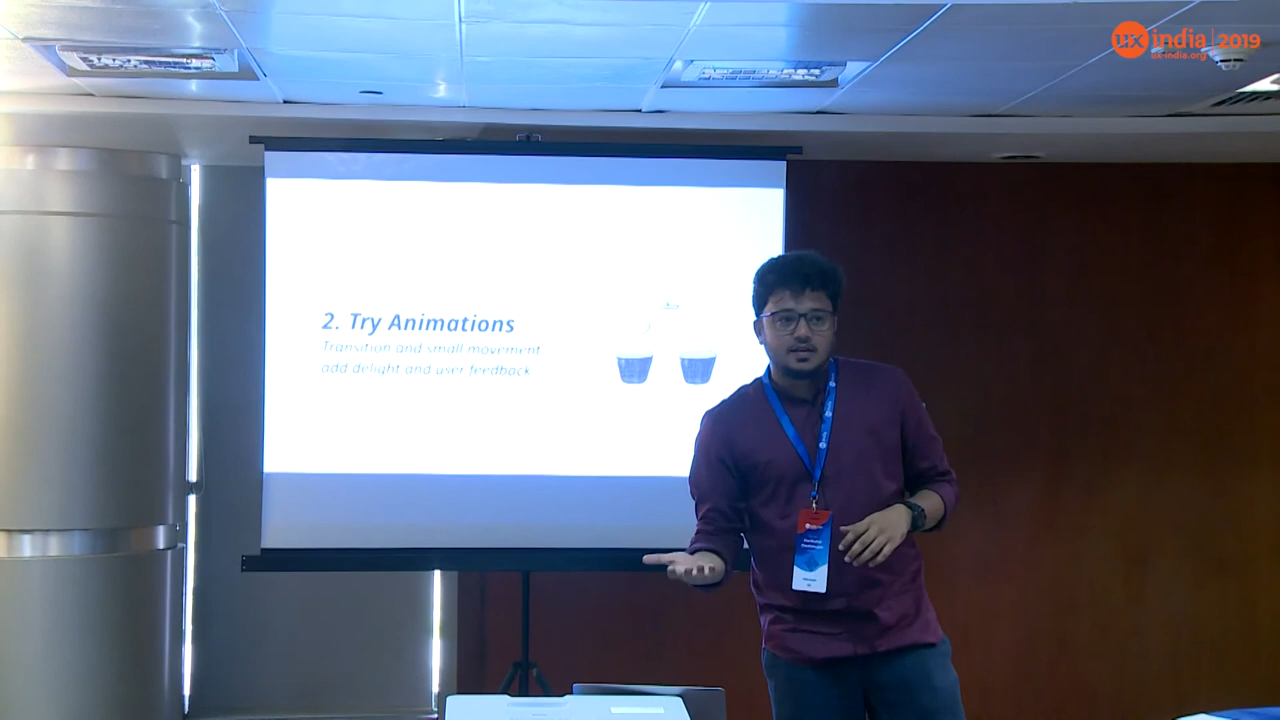 ux india | 2019
ux-india.org
2. Try Animations
Transition and small movement
add delight and user feedback